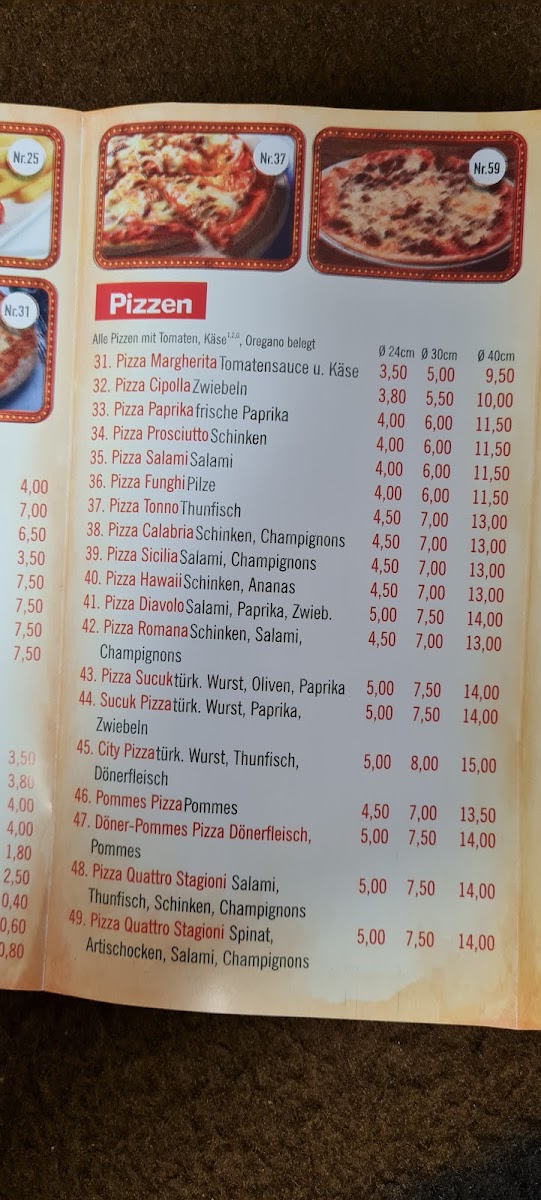 Nr.25
Nr.31
4,00
7,00
6,50
3,50
7,50
7,50
7,50
7,50
3,50
3,80
4,00
4,00
1,80
2,50
0,40
0,60
0,80
Nr.37
Nr.59
Pizzen
Alle Pizzen mit Tomaten, Käse1,2,G, Oregano belegt
Ø 24cm Ø 30cm Ø 40cm
31. Pizza Margherita Tomatensauce u. Käse 3,50 5,00 9,50
32. Pizza Cipolla Zwiebeln 3,80 5,50 10,00
33. Pizza Paprika frische Paprika 4,00 6,00 11,50
34. Pizza Prosciutto Schinken 4,00 6,00 11,50
35. Pizza Salami Salami 4,00 6,00 11,50
36. Pizza Funghi Pilze 4,00 6,00 11,50
37. Pizza Tonno Thunfisch 4,50 7,00 13,00
38. Pizza Calabria Schinken, Champignons 4,50 7,00 13,00
39. Pizza Sicilia Salami, Champignons 4,50 7,00 13,00
40. Pizza Hawaii Schinken, Ananas 4,50 7,00 13,00
41. Pizza Diavolo Salami, Paprika, Zwieb. 5,00 7,50 14,00
42. Pizza Romana Schinken, Salami, 4,50 7,00 13,00
Champignons
43. Pizza Sucuk türk. Wurst, Oliven, Paprika 5,00 7,50 14,00
44. Sucuk Pizza türk. Wurst, Paprika, 5,00 7,50 14,00
Zwiebeln
45. City Pizza türk. Wurst, Thunfisch, 5,00 8,00 15,00
Dönerfleisch
46. Pommes Pizza Pommes 4,50 7,00 13,50
47. Döner-Pommes Pizza Dönerfleisch, 5,00 7,50 14,00
Pommes
48. Pizza Quattro Stagioni Salami, 5,00 7,50 14,00
Thunfisch, Schinken, Champignons
49. Pizza Quattro Stagioni Spinat, 5,00 7,50 14,00
Artischocken, Salami, Champignons